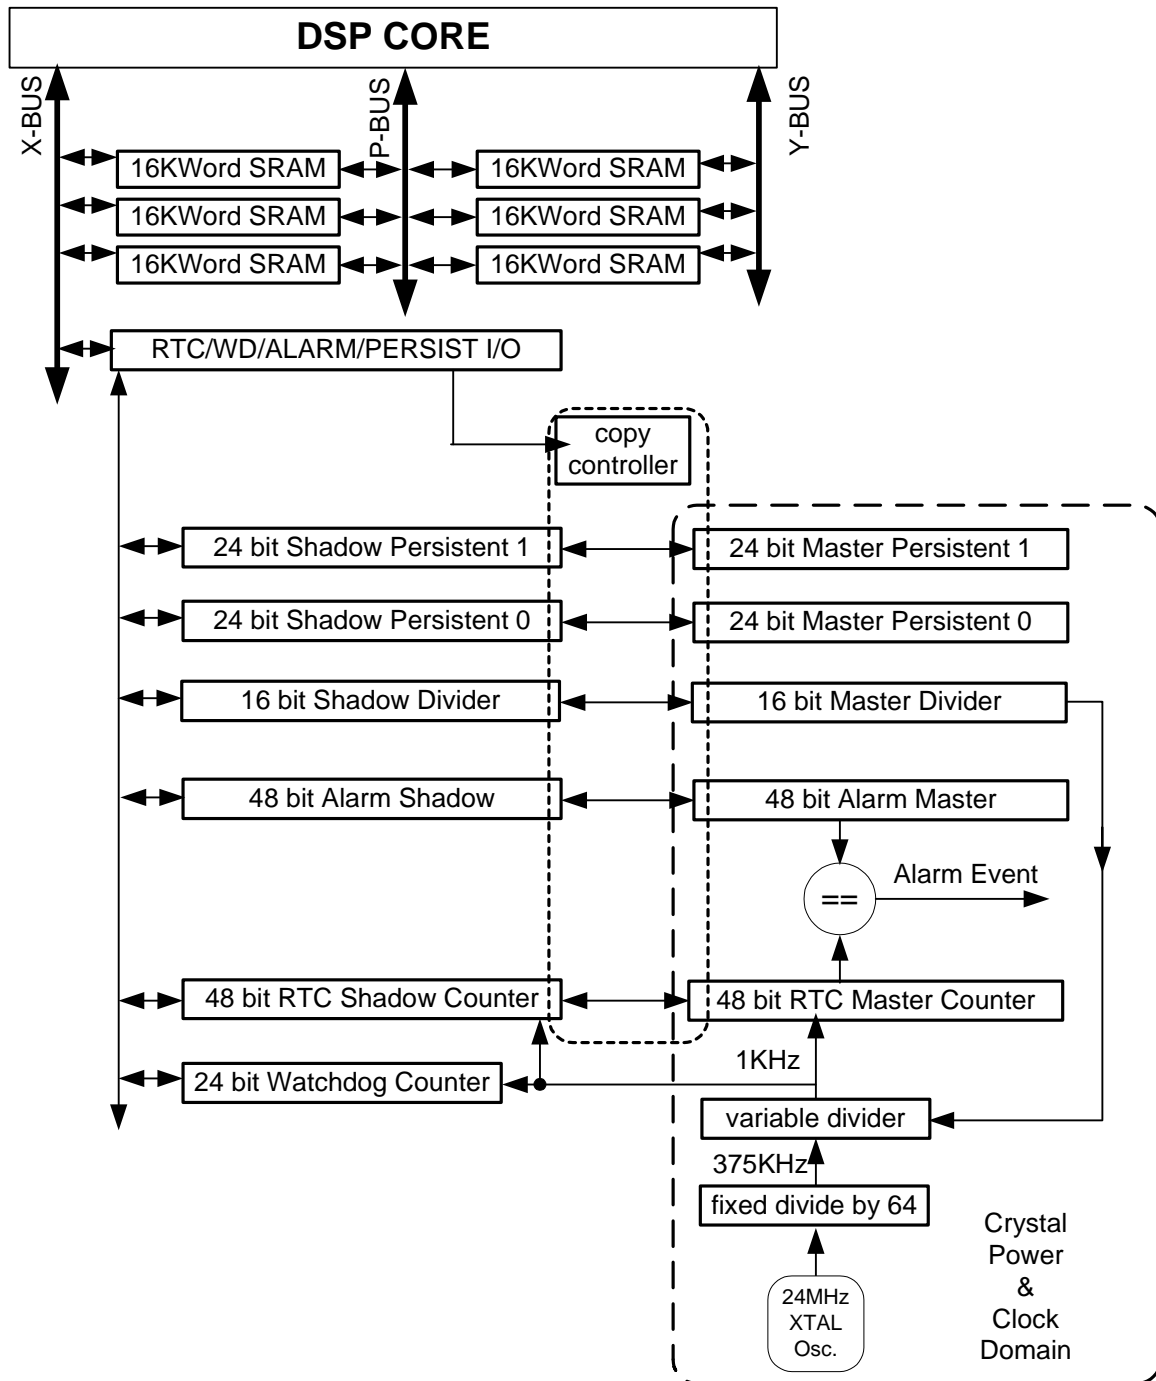 DSP CORE
X-BUS
P-BUS
Y-BUS
16KWord SRAM
16KWord SRAM
16KWord SRAM
16KWord SRAM
16KWord SRAM
16KWord SRAM
RTC/WD/ALARM/PERSIST I/O
copy
controller
24 bit Shadow Persistent 1
24 bit Master Persistent 1
24 bit Shadow Persistent 0
24 bit Master Persistent 0
16 bit Shadow Divider
16 bit Master Divider
48 bit Alarm Shadow
48 bit Alarm Master
==
Alarm Event
48 bit RTC Shadow Counter
48 bit RTC Master Counter
1KHz
24 bit Watchdog Counter
variable divider
375KHz
fixed divide by 64
24MHz
XTAL
Osc.
Crystal
Power
&
Clock
Domain